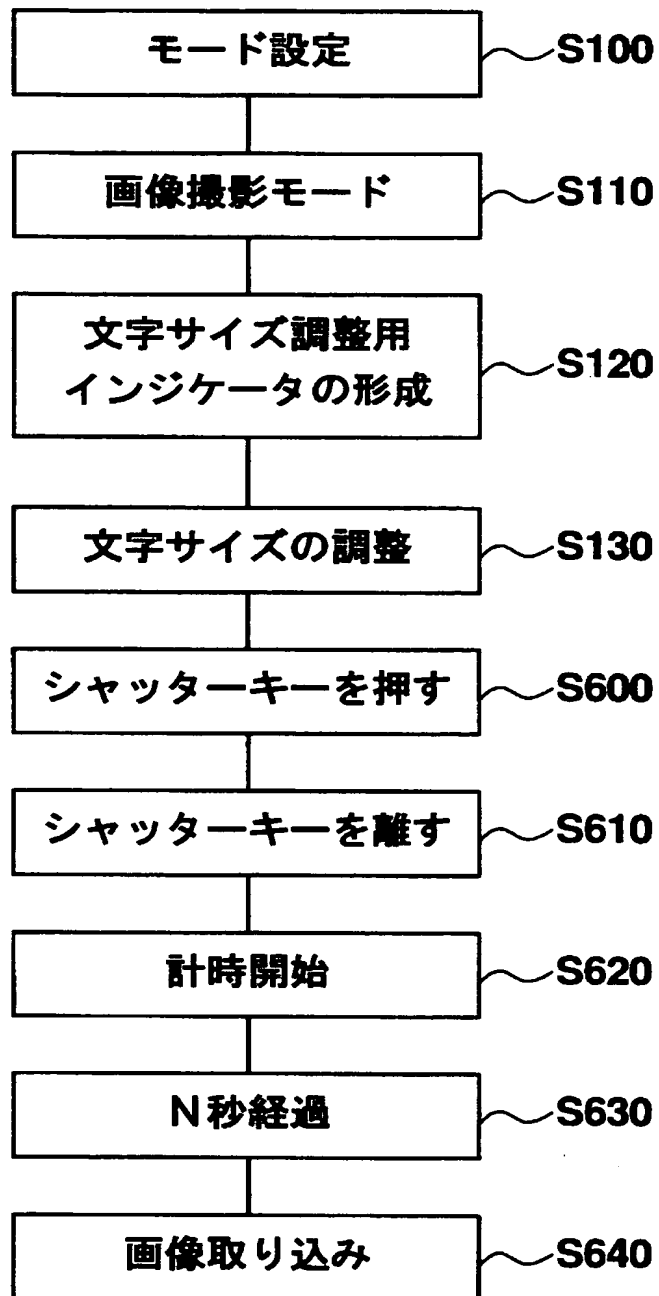 モード設定 S100
画像撮影モード S110
文字サイズ調整用
インジケータの形成 S120
文字サイズの調整 S130
シャッターキーを押す S600
シャッターキーを離す S610
計時開始 S620
N秒経過 S630
画像取り込み S640